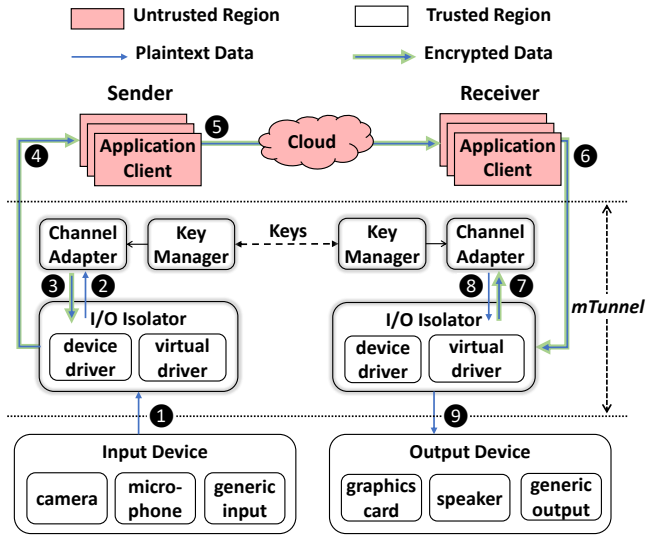 Untrusted Region
Trusted Region
Plaintext Data
Encrypted Data
Sender
Receiver
4
5
6
Application
Client
Cloud
Application
Client
Channel
Adapter
Key
Manager
Keys
Key
Manager
Channel
Adapter
3
2
8
7
mTunnel
I/O Isolator
device
driver
virtual
driver
I/O Isolator
device
driver
virtual
driver
1
9
Input Device
camera
micro-
phone
generic
input
Output Device
graphics
card
speaker
generic
output